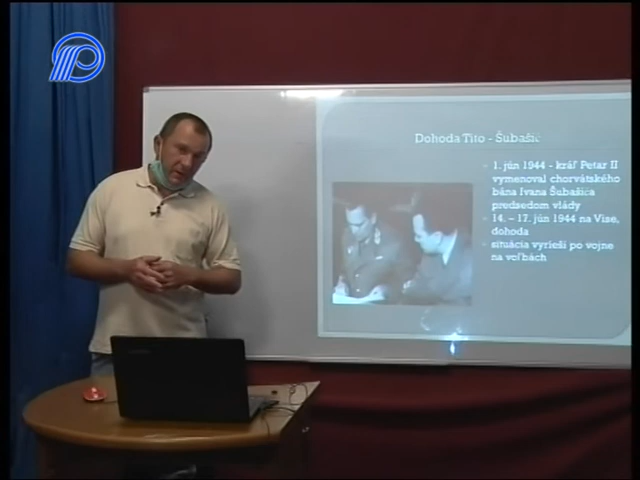 Dohoda Tito - Šubašić
1. jún 1944 - kráľ Petar II
vymenoval chorvátskeho
bána Ivana Šubašića
predsedom vlády
14. – 17. jún 1944 na Vise,
dohoda
situácia vyrieši po vojne
na voľbách